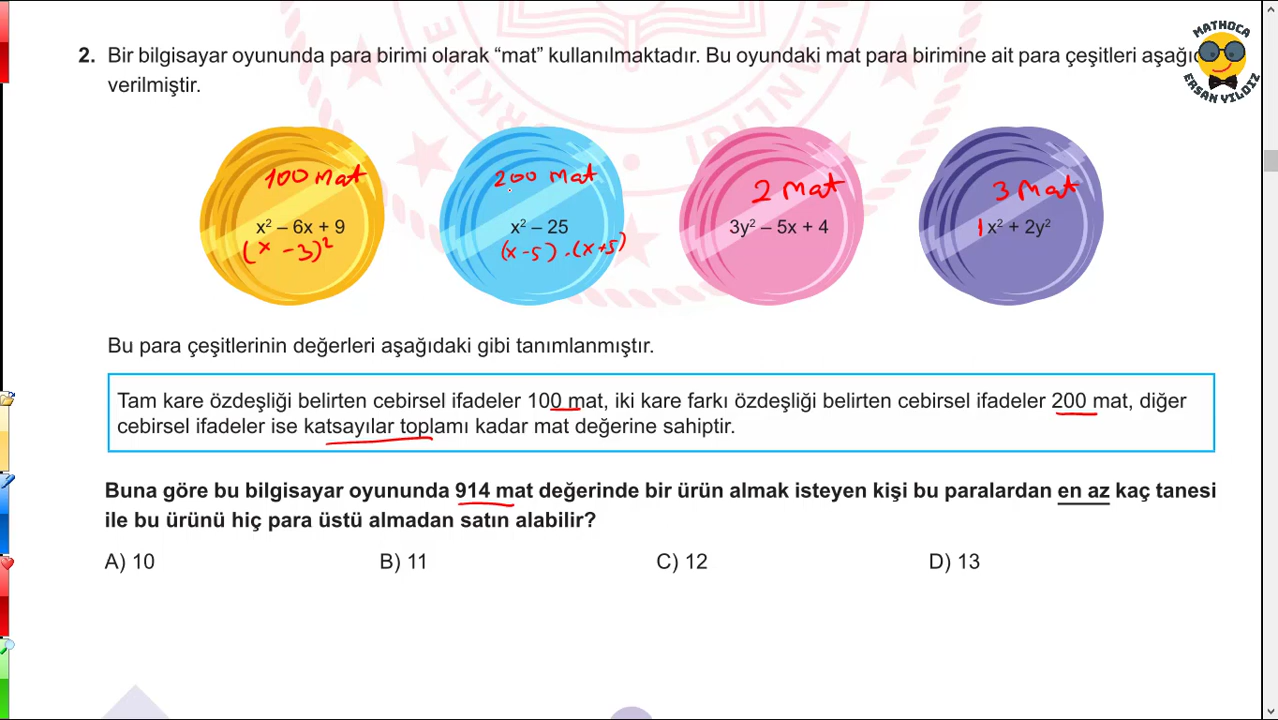 MATHOCA
ERSAN YILDIZ
2. Bir bilgisayar oyununda para birimi olarak “mat” kullanılmaktadır. Bu oyundaki mat para birimine ait para çeşitleri aşağıd
verilmiştir.
100 mat 200 mat 2 mat 3 mat
x² – 6x + 9 x² – 25 3y² – 5x + 4 1x² + 2y²
(x – 3)² (x – 5) . (x + 5)
Bu para çeşitlerinin değerleri aşağıdaki gibi tanımlanmıştır.
Tam kare özdeşliği belirten cebirsel ifadeler 100 mat, iki kare farkı özdeşliği belirten cebirsel ifadeler 200 mat, diğer
cebirsel ifadeler ise katsayılar toplamı kadar mat değerine sahiptir.
Buna göre bu bilgisayar oyununda 914 mat değerinde bir ürün almak isteyen kişi bu paralardan en az kaç tanesi
ile bu ürünü hiç para üstü almadan satın alabilir?
A) 10 B) 11 C) 12 D) 13